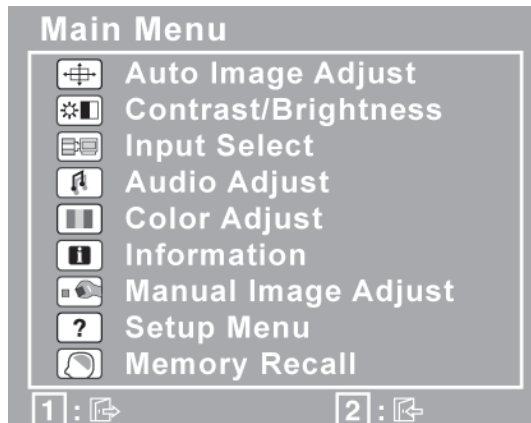 Main Menu
Auto Image Adjust
Contrast/Brightness
Input Select
Audio Adjust
Color Adjust
i Information
Manual Image Adjust
? Setup Menu
Memory Recall
1 : 2 :